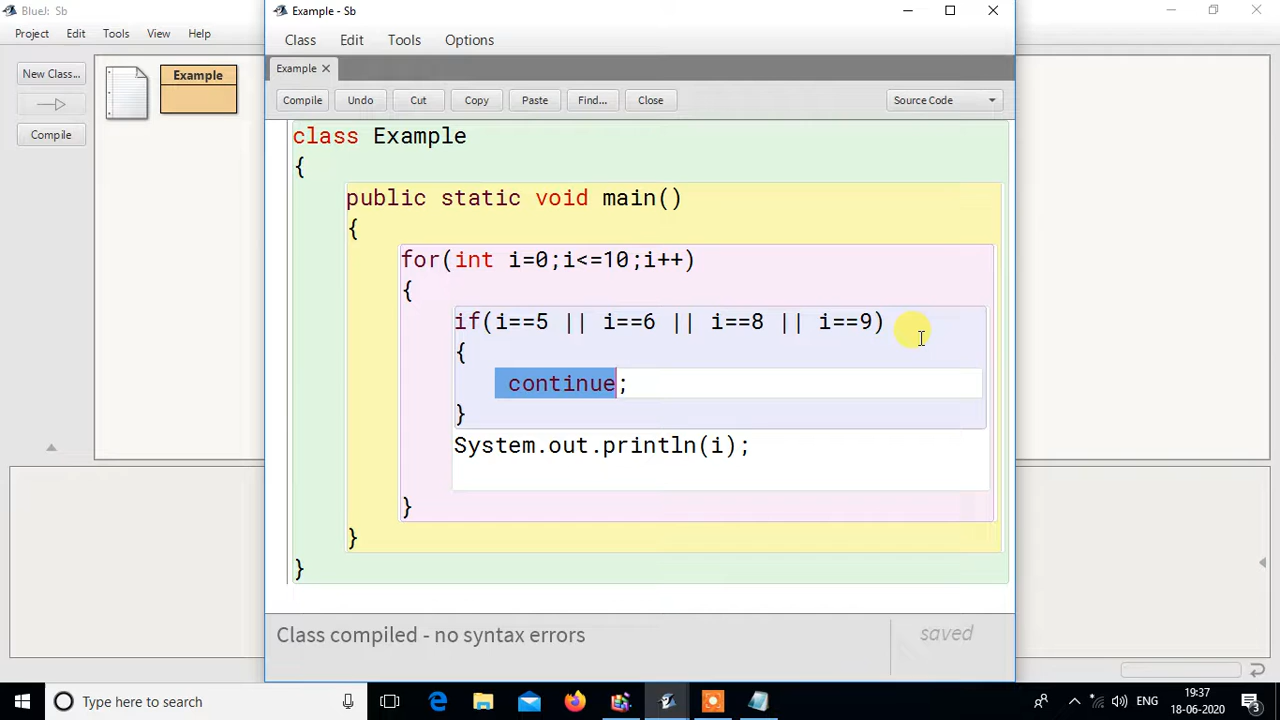 BlueJ: Sb
Project Edit Tools View Help
New Class...
Compile
Example
Example - Sb
Class Edit Tools Options
Example
Compile Undo Cut Copy Paste Find... Close Source Code
class Example
{
public static void main()
{
for(int i=0;i<=10;i++)
{
if(i==5 || i==6 || i==8 || i==9)
{
continue;
}
System.out.println(i);
}
}
}
Class compiled - no syntax errors
saved
Type here to search
ENG
19:37
18-06-2020
3